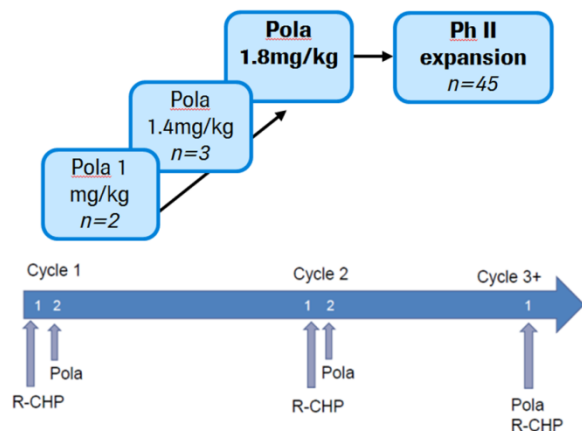 Pola
1.8mg/kg
Ph II
expansion
n=45
Pola
1.4mg/kg
n=3
Pola 1
mg/kg
n=2
Cycle 1
Cycle 2
Cycle 3+
1 2
1 2
1
Pola
Pola
R-CHP
R-CHP
Pola
R-CHP